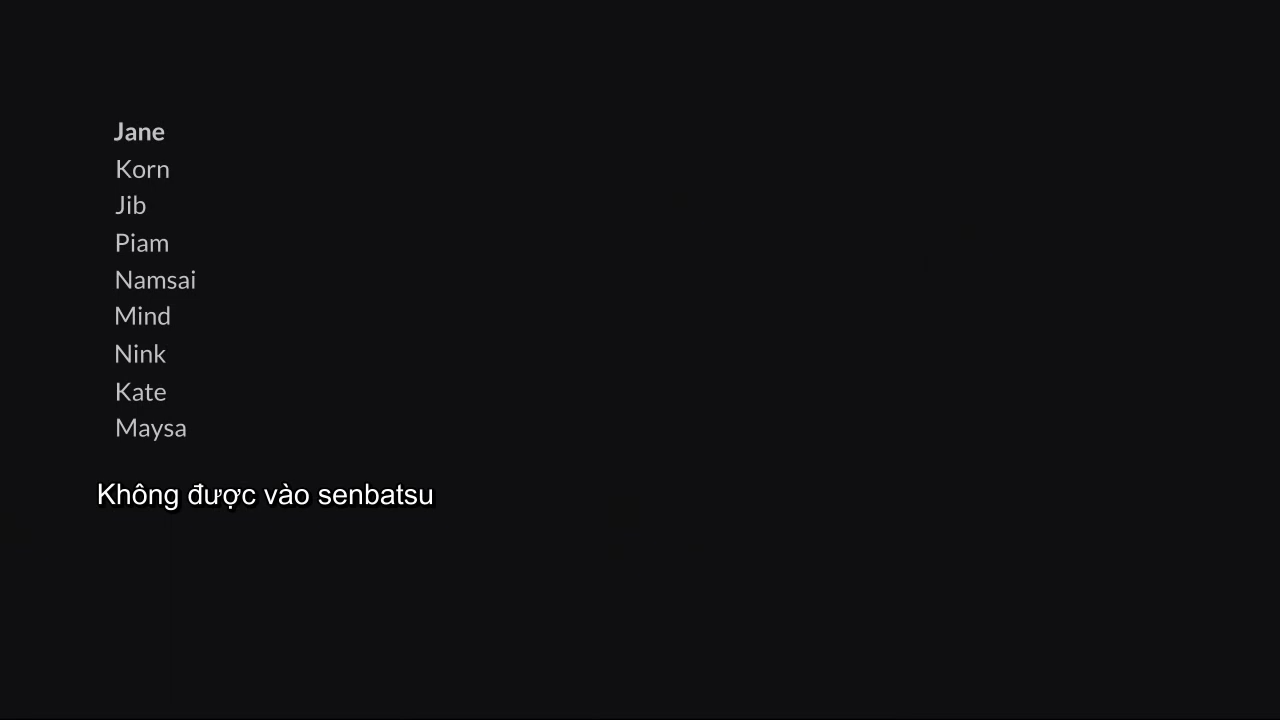 Jane
Korn
Jib
Piam
Namsai
Mind
Nink
Kate
Maysa
Không được vào senbatsu